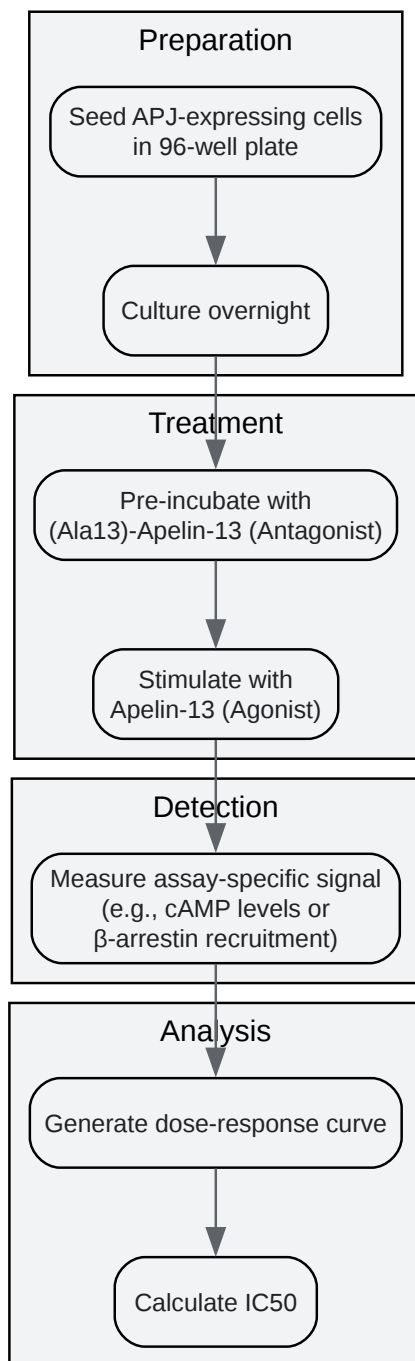 Preparation
Seed APJ-expressing cells
in 96-well plate
Culture overnight
Treatment
Pre-incubate with
(Ala13)-Apelin-13 (Antagonist)
Stimulate with
Apelin-13 (Agonist)
Detection
Measure assay-specific signal
(e.g., cAMP levels or
β-arrestin recruitment)
Analysis
Generate dose-response curve
Calculate IC50